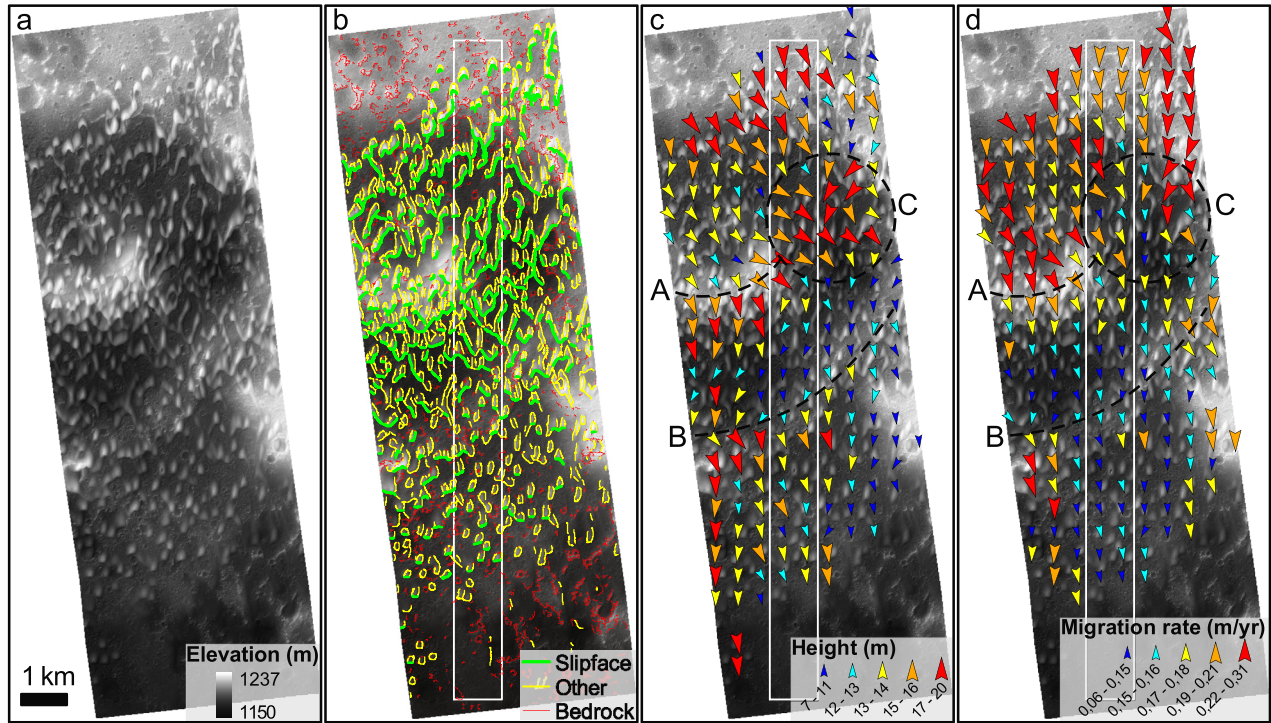 a
b
c
d
C
C
A
A
B
B
1 km
Elevation (m)
1237
1150
Slipface
Other
Bedrock
Height (m)
7 - 11
12 - 13
13 - 14
15 - 16
17 - 20
Migration rate (m/yr)
0,06 - 0,15
0,15 - 0,16
0,17 - 0,18
0,19 - 0,21
0,22 - 0,31